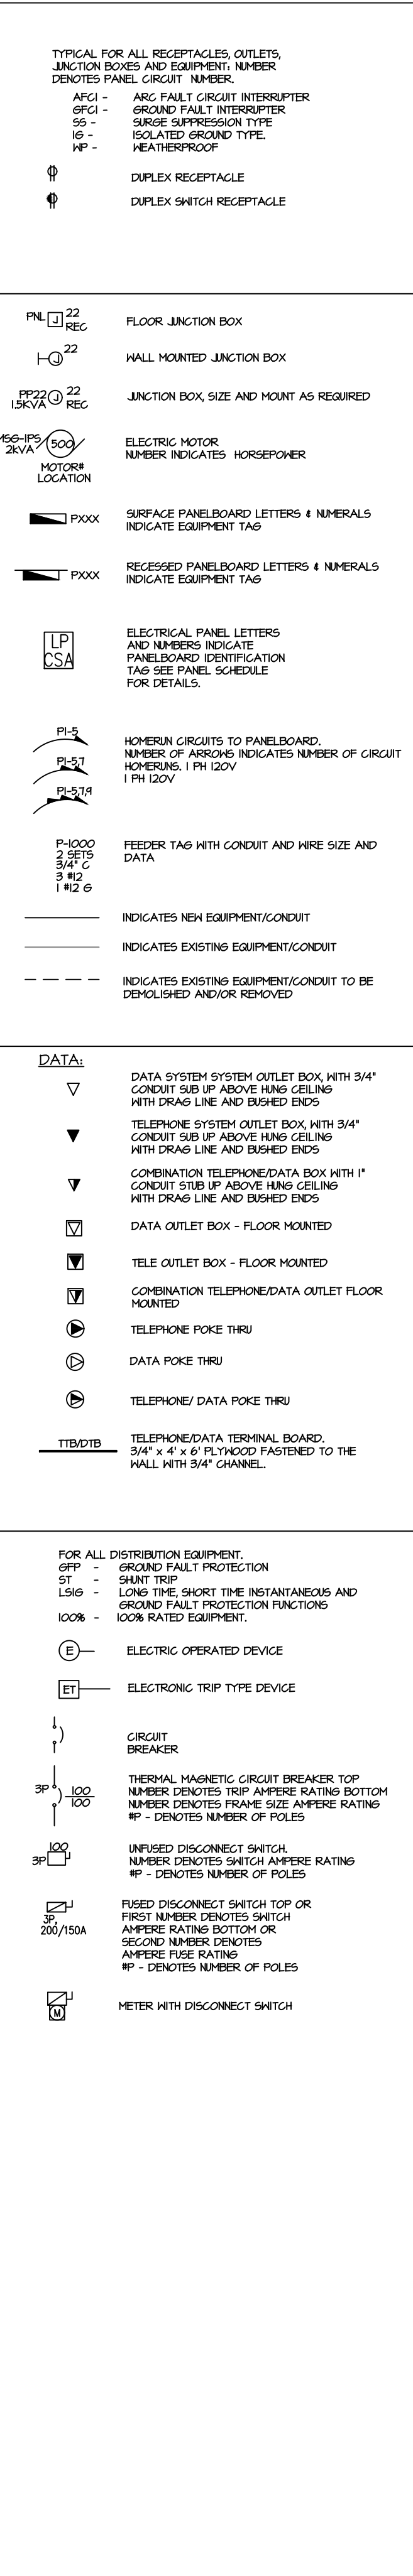 TYPICAL FOR ALL RECEPTACLES, OUTLETS,
JUNCTION BOXES AND EQUIPMENT: NUMBER
DENOTES PANEL CIRCUIT NUMBER.
AFCI - ARC FAULT CIRCUIT INTERRUPTER
GFCI - GROUND FAULT INTERRUPTER
SS - SURGE SUPPRESSION TYPE
IG - ISOLATED GROUND TYPE.
WP - WEATHERPROOF
DUPLEX RECEPTACLE
DUPLEX SWITCH RECEPTACLE
PNL J 22
REC
FLOOR JUNCTION BOX
J 22
WALL MOUNTED JUNCTION BOX
PP22 J 22
1.5KVA REC
JUNCTION BOX, SIZE AND MOUNT AS REQUIRED
MSG-IPS 500
2kVA
MOTOR#
LOCATION
ELECTRIC MOTOR
NUMBER INDICATES HORSEPOWER
PXXX
SURFACE PANELBOARD LETTERS & NUMERALS
INDICATE EQUIPMENT TAG
PXXX
RECESSED PANELBOARD LETTERS & NUMERALS
INDICATE EQUIPMENT TAG
LP
CSA
ELECTRICAL PANEL LETTERS
AND NUMBERS INDICATE
PANELBOARD IDENTIFICATION
TAG SEE PANEL SCHEDULE
FOR DETAILS.
P1-5
P1-5,7
P1-5,7,9
HOMERUN CIRCUITS TO PANELBOARD.
NUMBER OF ARROWS INDICATES NUMBER OF CIRCUIT
HOMERUNS. 1 PH 120V
1 PH 120V
P-1000
2 SETS
3/4" C
3 #12
1 #12 G
FEEDER TAG WITH CONDUIT AND WIRE SIZE AND
DATA
INDICATES NEW EQUIPMENT/CONDUIT
INDICATES EXISTING EQUIPMENT/CONDUIT
INDICATES EXISTING EQUIPMENT/CONDUIT TO BE
DEMOLISHED AND/OR REMOVED
DATA:
DATA SYSTEM SYSTEM OUTLET BOX, WITH 3/4"
CONDUIT SUB UP ABOVE HUNG CEILING
WITH DRAG LINE AND BUSHED ENDS
TELEPHONE SYSTEM OUTLET BOX, WITH 3/4"
CONDUIT SUB UP ABOVE HUNG CEILING
WITH DRAG LINE AND BUSHED ENDS
COMBINATION TELEPHONE/DATA BOX WITH 1"
CONDUIT STUB UP ABOVE HUNG CEILING
WITH DRAG LINE AND BUSHED ENDS
DATA OUTLET BOX - FLOOR MOUNTED
TELE OUTLET BOX - FLOOR MOUNTED
COMBINATION TELEPHONE/DATA OUTLET FLOOR
MOUNTED
TELEPHONE POKE THRU
DATA POKE THRU
TELEPHONE/ DATA POKE THRU
TTB/DTB
TELEPHONE/DATA TERMINAL BOARD.
3/4" x 4' x 6' PLYWOOD FASTENED TO THE
WALL WITH 3/4" CHANNEL.
FOR ALL DISTRIBUTION EQUIPMENT.
GFP - GROUND FAULT PROTECTION
ST - SHUNT TRIP
LSIG - LONG TIME, SHORT TIME INSTANTANEOUS AND
GROUND FAULT PROTECTION FUNCTIONS
100% - 100% RATED EQUIPMENT.
E ELECTRIC OPERATED DEVICE
ET ELECTRONIC TRIP TYPE DEVICE
CIRCUIT
BREAKER
3P 100
100
THERMAL MAGNETIC CIRCUIT BREAKER TOP
NUMBER DENOTES TRIP AMPERE RATING BOTTOM
NUMBER DENOTES FRAME SIZE AMPERE RATING
#P - DENOTES NUMBER OF POLES
100
3P
UNFUSED DISCONNECT SWITCH.
NUMBER DENOTES SWITCH AMPERE RATING
#P - DENOTES NUMBER OF POLES
3P,
200/150A
FUSED DISCONNECT SWITCH TOP OR
FIRST NUMBER DENOTES SWITCH
AMPERE RATING BOTTOM OR
SECOND NUMBER DENOTES
AMPERE FUSE RATING
#P - DENOTES NUMBER OF POLES
M
METER WITH DISCONNECT SWITCH